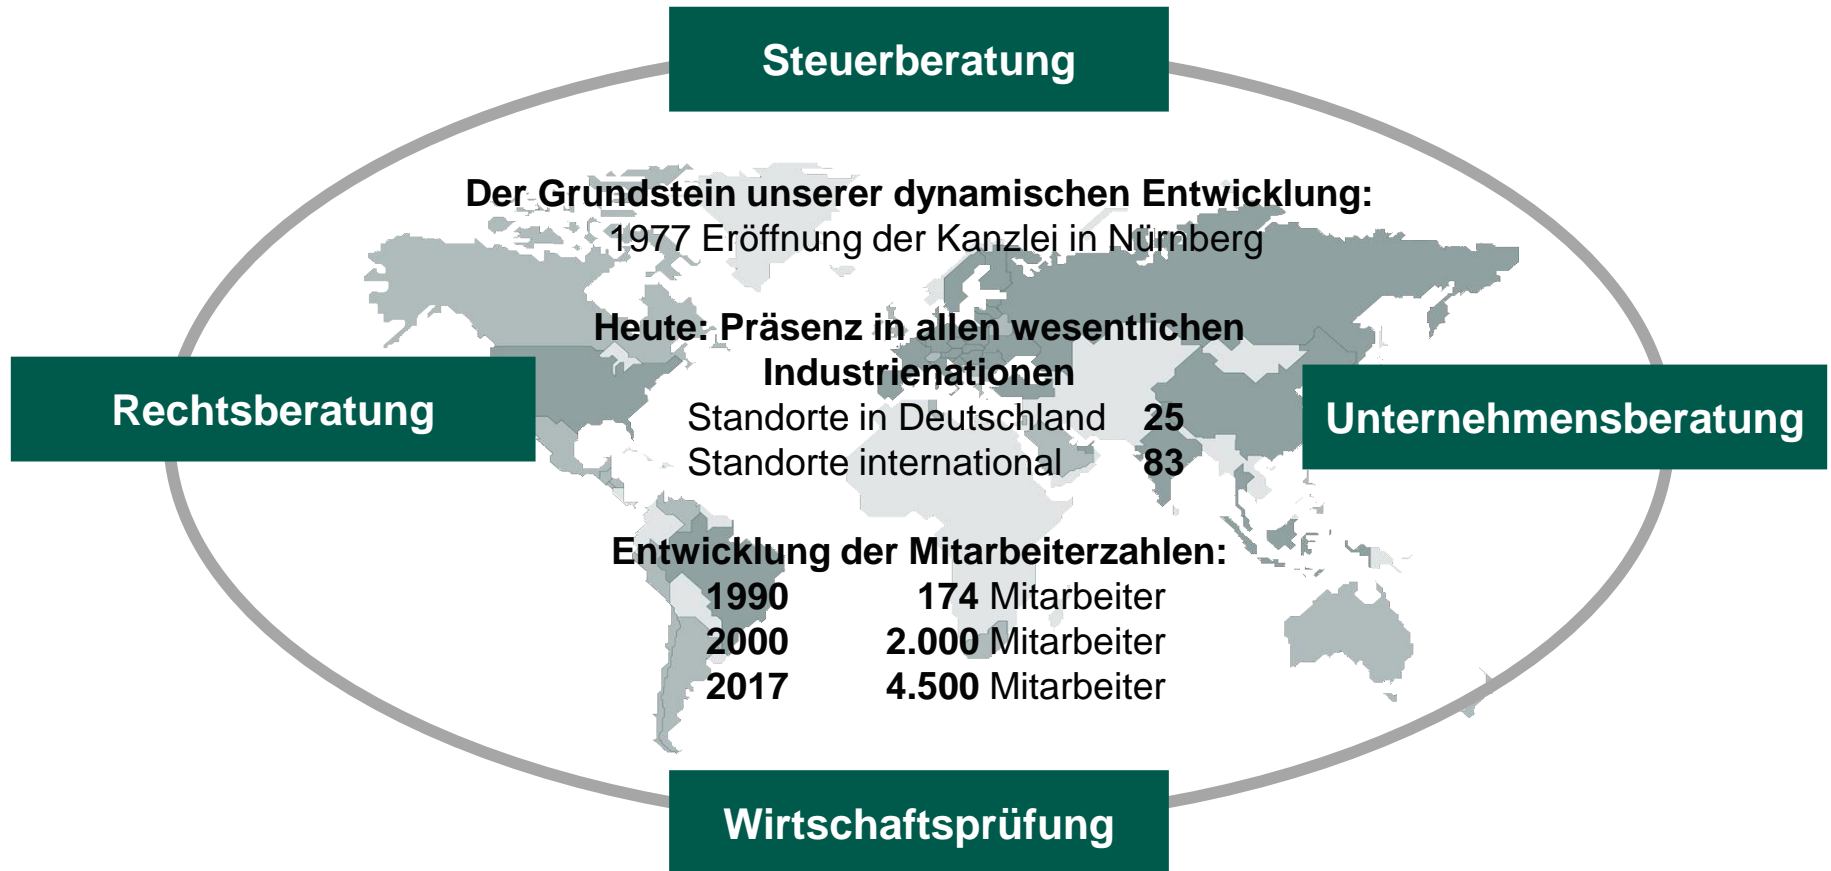 Steuerberatung
Der Grundstein unserer dynamischen Entwicklung:
1977 Eröffnung der Kanzlei in Nürnberg
Heute: Präsenz in allen wesentlichen
Industrienationen
Rechtsberatung
Unternehmensberatung
Standorte in Deutschland 25
Standorte international 83
Entwicklung der Mitarbeiterzahlen:
1990 174 Mitarbeiter
2000 2.000 Mitarbeiter
2017 4.500 Mitarbeiter
Wirtschaftsprüfung